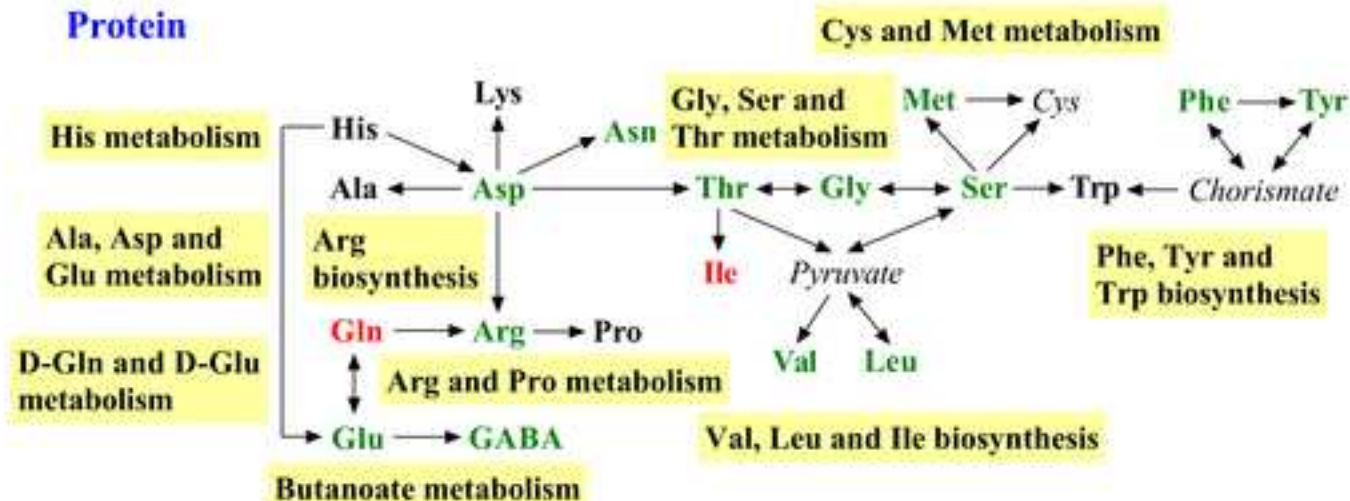 Protein
Cys and Met metabolism
Lys
Gly, Ser and
Thr metabolism
Met
Cys
Phe
Tyr
His metabolism
His
Asn
Ala
Asp
Thr
Gly
Ser
Trp
Chorismate
Ala, Asp and
Glu metabolism
Arg
biosynthesis
Ile
Pyruvate
Phe, Tyr and
Trp biosynthesis
Gln
Arg
Pro
Val
Leu
D-Gln and D-Glu
metabolism
Arg and Pro metabolism
Glu
GABA
Val, Leu and Ile biosynthesis
Butanoate metabolism